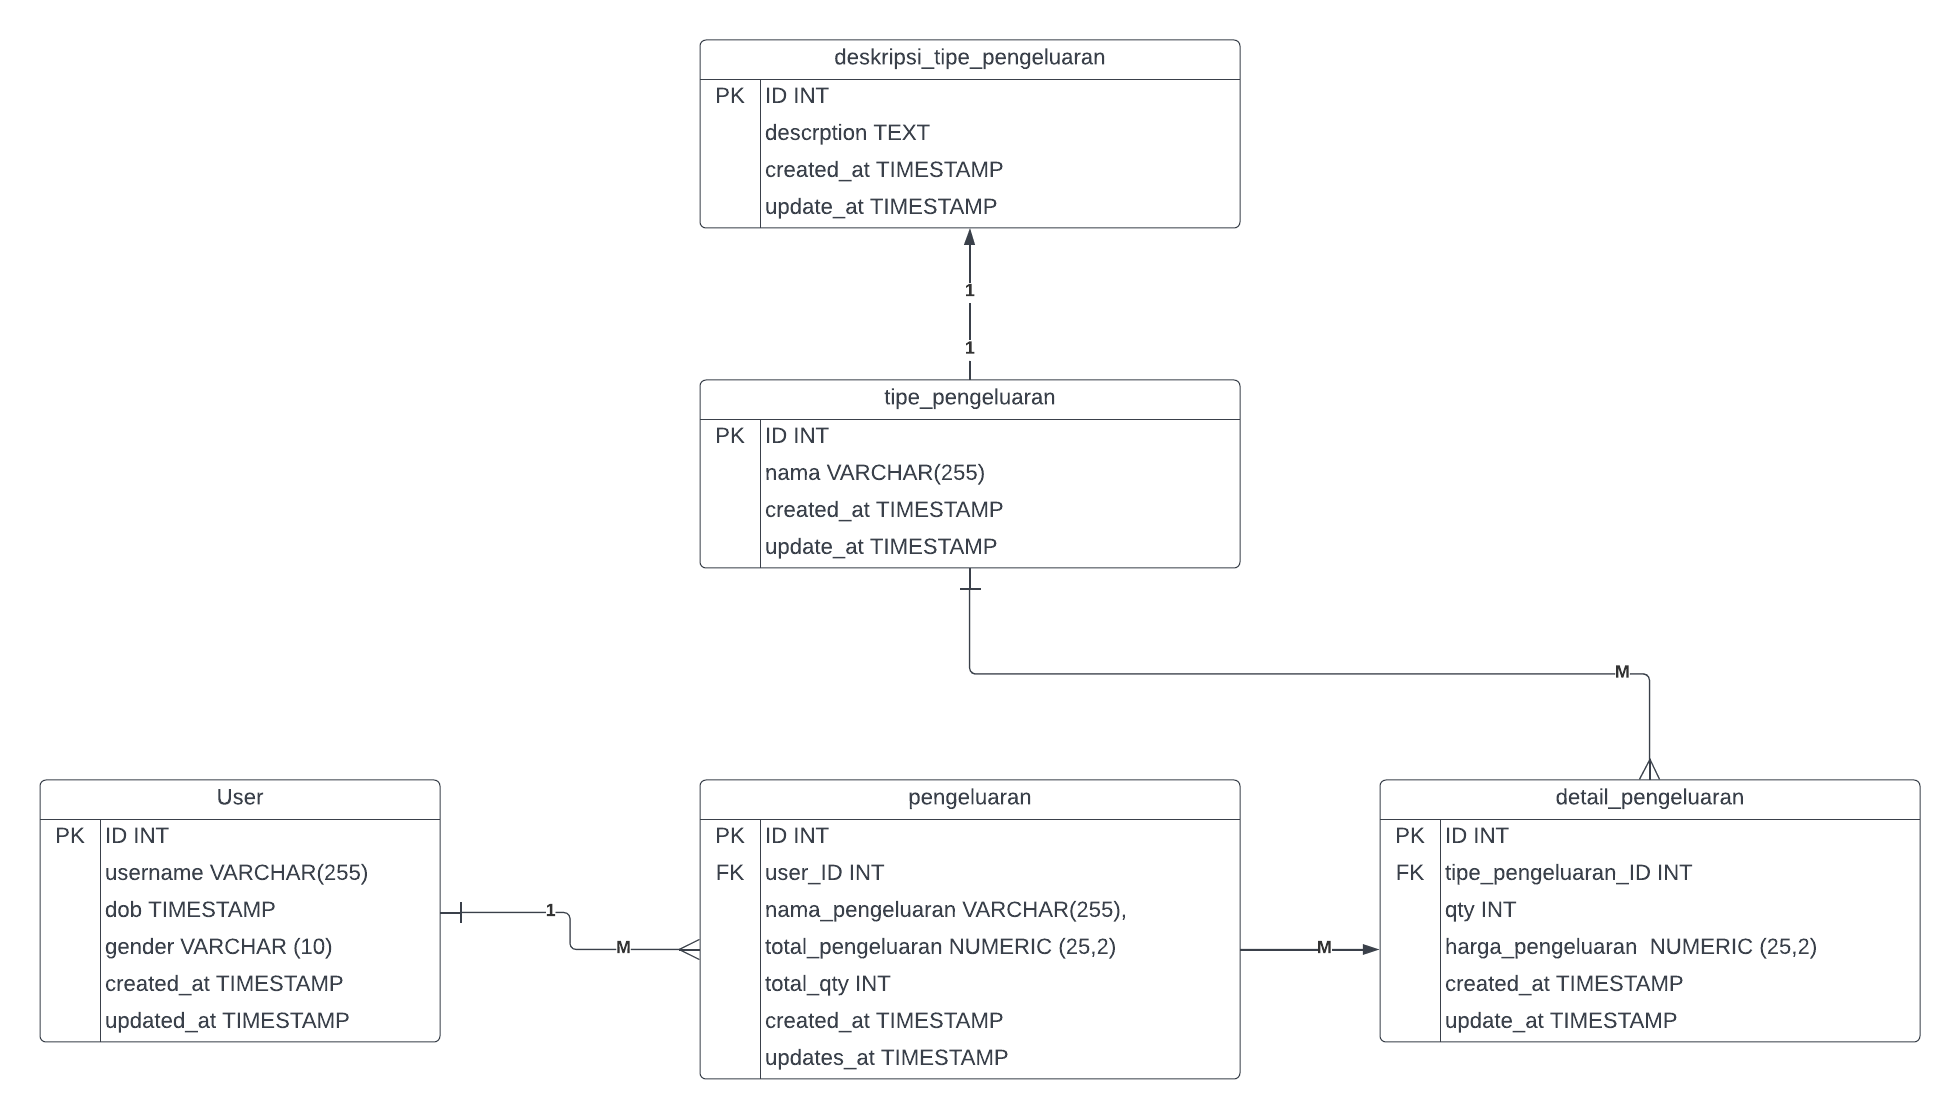 deskripsi_tipe_pengeluaran
PK ID INT
descrption TEXT
created_at TIMESTAMP
update_at TIMESTAMP
1
1
tipe_pengeluaran
PK ID INT
nama VARCHAR(255)
created_at TIMESTAMP
update_at TIMESTAMP
M
User
PK ID INT
username VARCHAR(255)
dob TIMESTAMP
gender VARCHAR (10)
created_at TIMESTAMP
updated_at TIMESTAMP
1
M
pengeluaran
PK ID INT
FK user_ID INT
nama_pengeluaran VARCHAR(255),
total_pengeluaran NUMERIC (25,2)
total_qty INT
created_at TIMESTAMP
updates_at TIMESTAMP
M
detail_pengeluaran
PK ID INT
FK tipe_pengeluaran_ID INT
qty INT
harga_pengeluaran  NUMERIC (25,2)
created_at TIMESTAMP
update_at TIMESTAMP